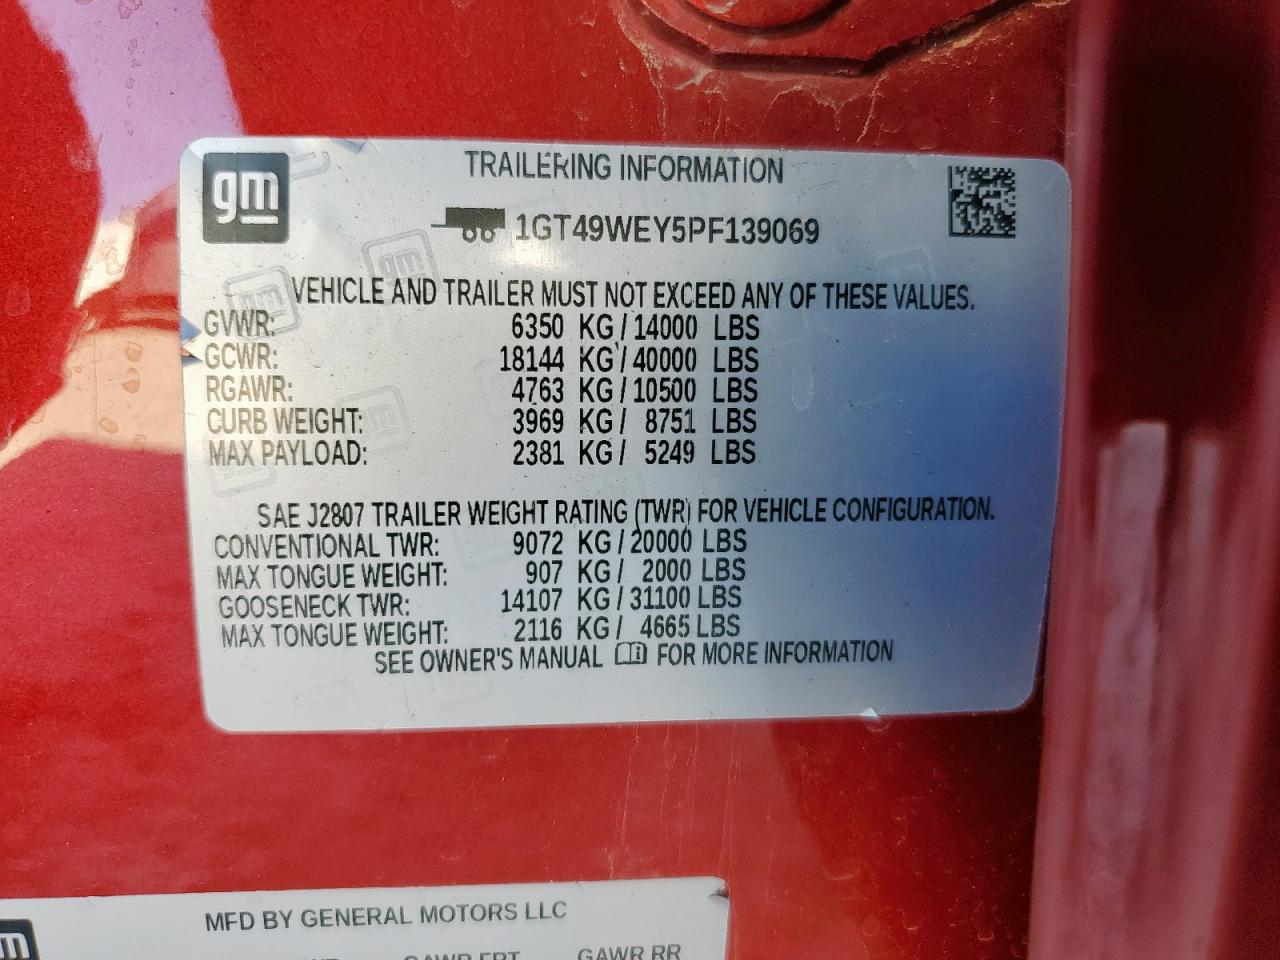 gm
TRAILERING INFORMATION
1GT49WEY5PF139069
VEHICLE AND TRAILER MUST NOT EXCEED ANY OF THESE VALUES.
GVWR: 6350 KG / 14000 LBS
GCWR: 18144 KG / 40000 LBS
RGAWR: 4763 KG / 10500 LBS
CURB WEIGHT: 3969 KG / 8751 LBS
MAX PAYLOAD: 2381 KG / 5249 LBS
SAE J2807 TRAILER WEIGHT RATING (TWR) FOR VEHICLE CONFIGURATION.
CONVENTIONAL TWR: 9072 KG / 20000 LBS
MAX TONGUE WEIGHT: 907 KG / 2000 LBS
GOOSENECK TWR: 14107 KG / 31100 LBS
MAX TONGUE WEIGHT: 2116 KG / 4665 LBS
SEE OWNER'S MANUAL FOR MORE INFORMATION
MFD BY GENERAL MOTORS LLC
GAWR FRT GAWR RR